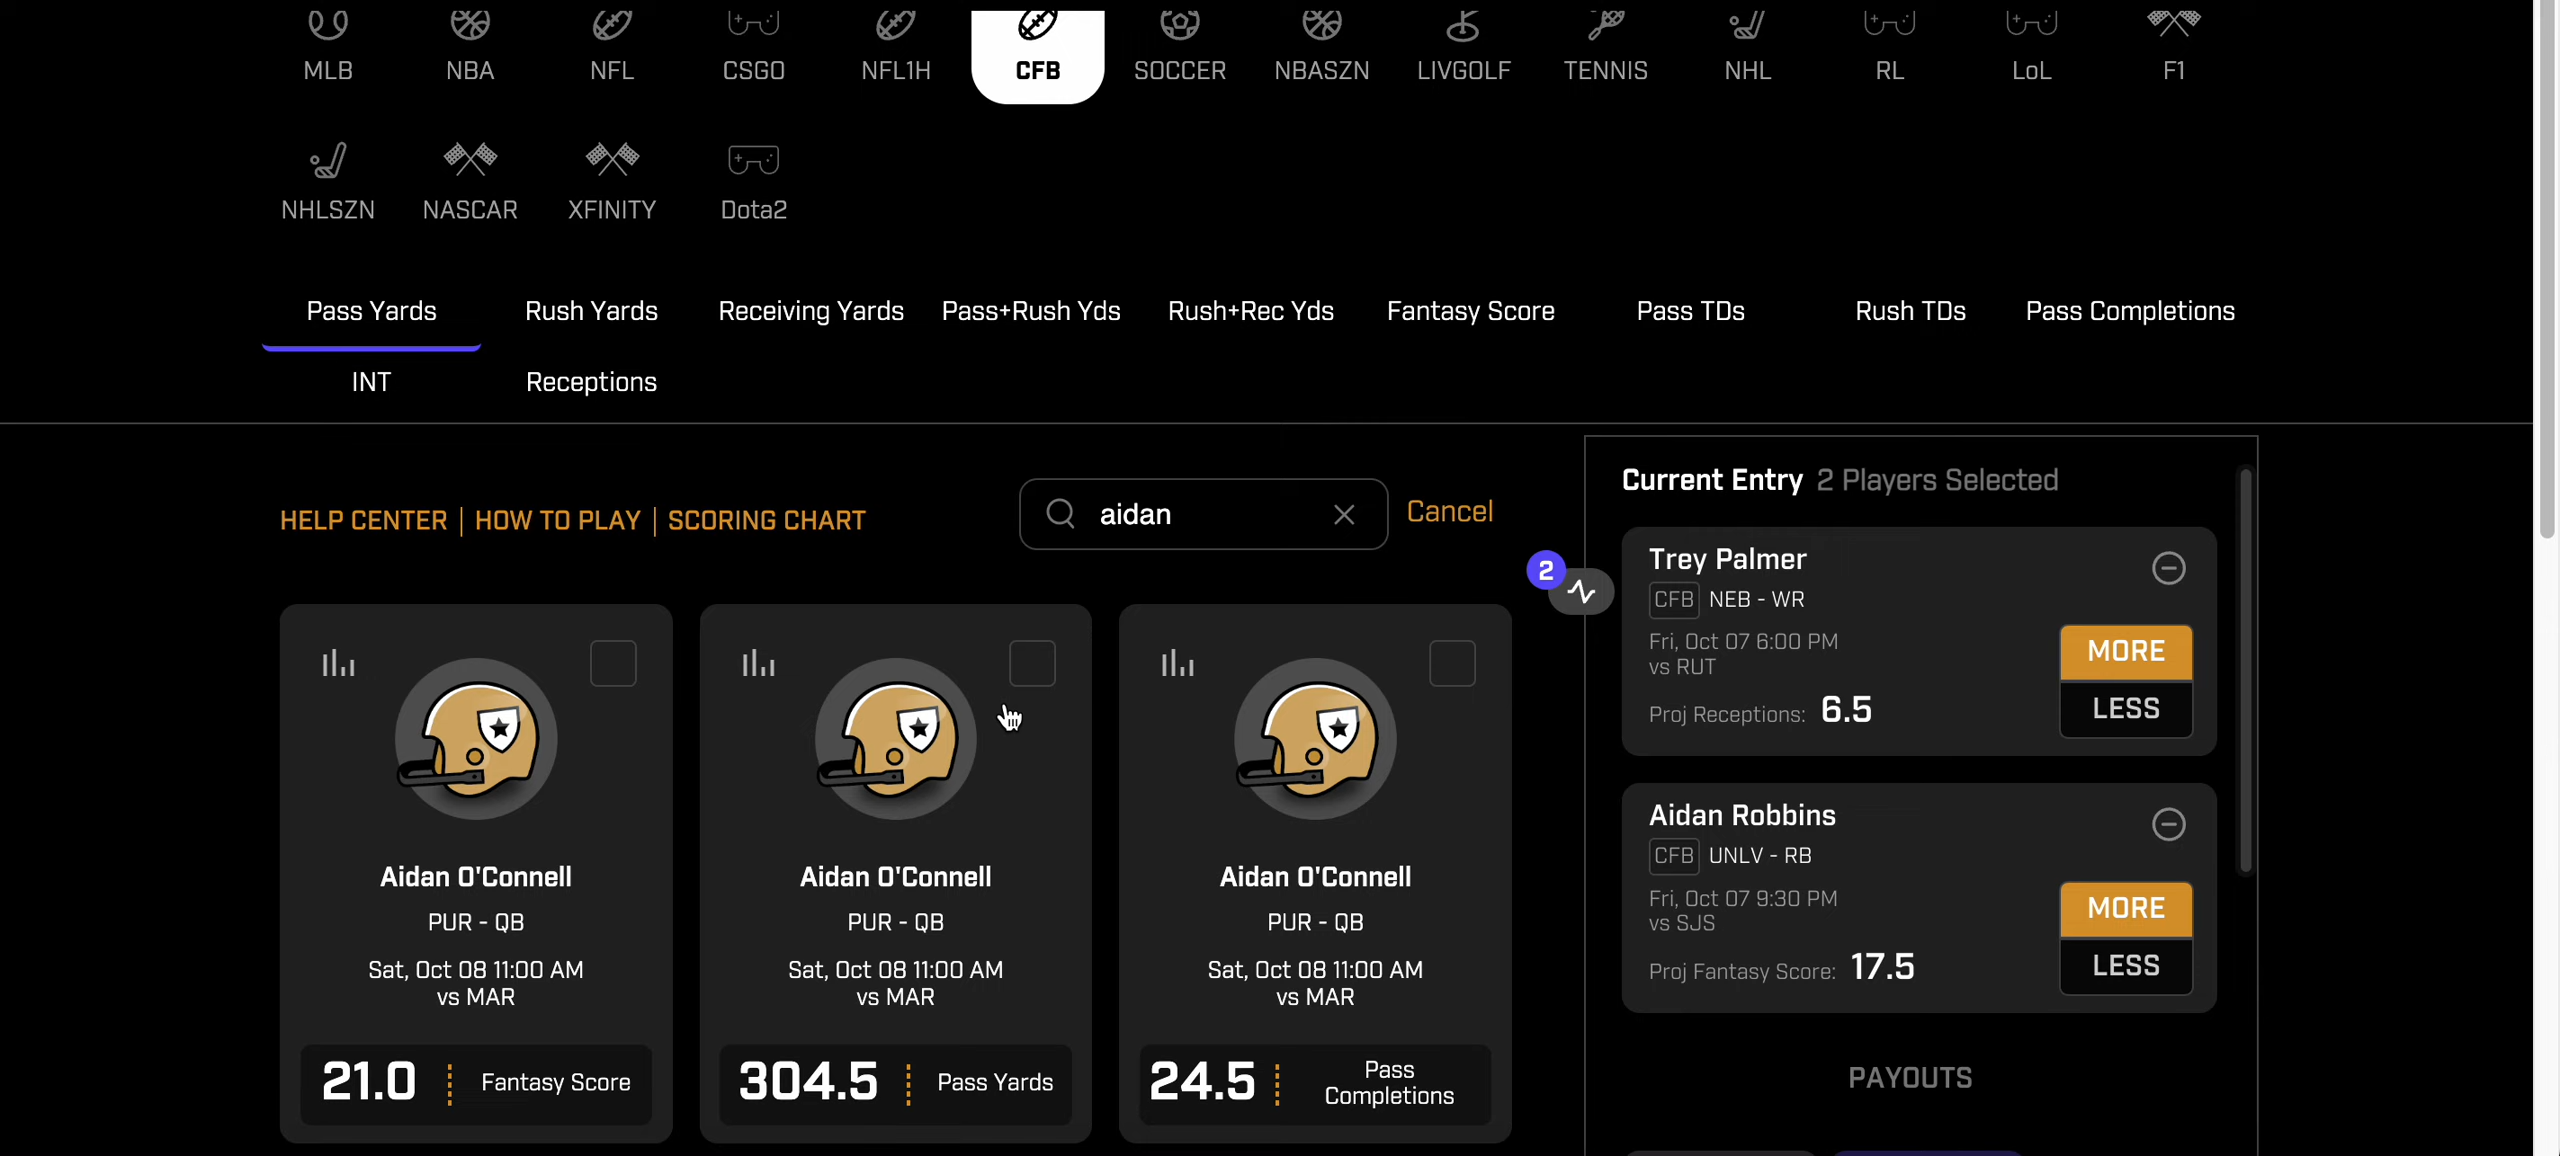 MLB NBA NFL CSGO NFL1H CFB SOCCER NBASZN LIVGOLF TENNIS NHL RL LoL F1
NHLSZN NASCAR XFINITY Dota2
Pass Yards Rush Yards Receiving Yards Pass+Rush Yds Rush+Rec Yds Fantasy Score Pass TDs Rush TDs Pass Completions
INT Receptions
HELP CENTER | HOW TO PLAY | SCORING CHART
aidan
Cancel
Aidan O'Connell
PUR - QB
Sat, Oct 08 11:00 AM
vs MAR
21.0 Fantasy Score
Aidan O'Connell
PUR - QB
Sat, Oct 08 11:00 AM
vs MAR
304.5 Pass Yards
Aidan O'Connell
PUR - QB
Sat, Oct 08 11:00 AM
vs MAR
24.5 Pass
Completions
Current Entry 2 Players Selected
2
Trey Palmer
CFB NEB - WR
Fri, Oct 07 6:00 PM
vs RUT
Proj Receptions: 6.5
MORE
LESS
Aidan Robbins
CFB UNLV - RB
Fri, Oct 07 9:30 PM
vs SJS
Proj Fantasy Score: 17.5
MORE
LESS
PAYOUTS